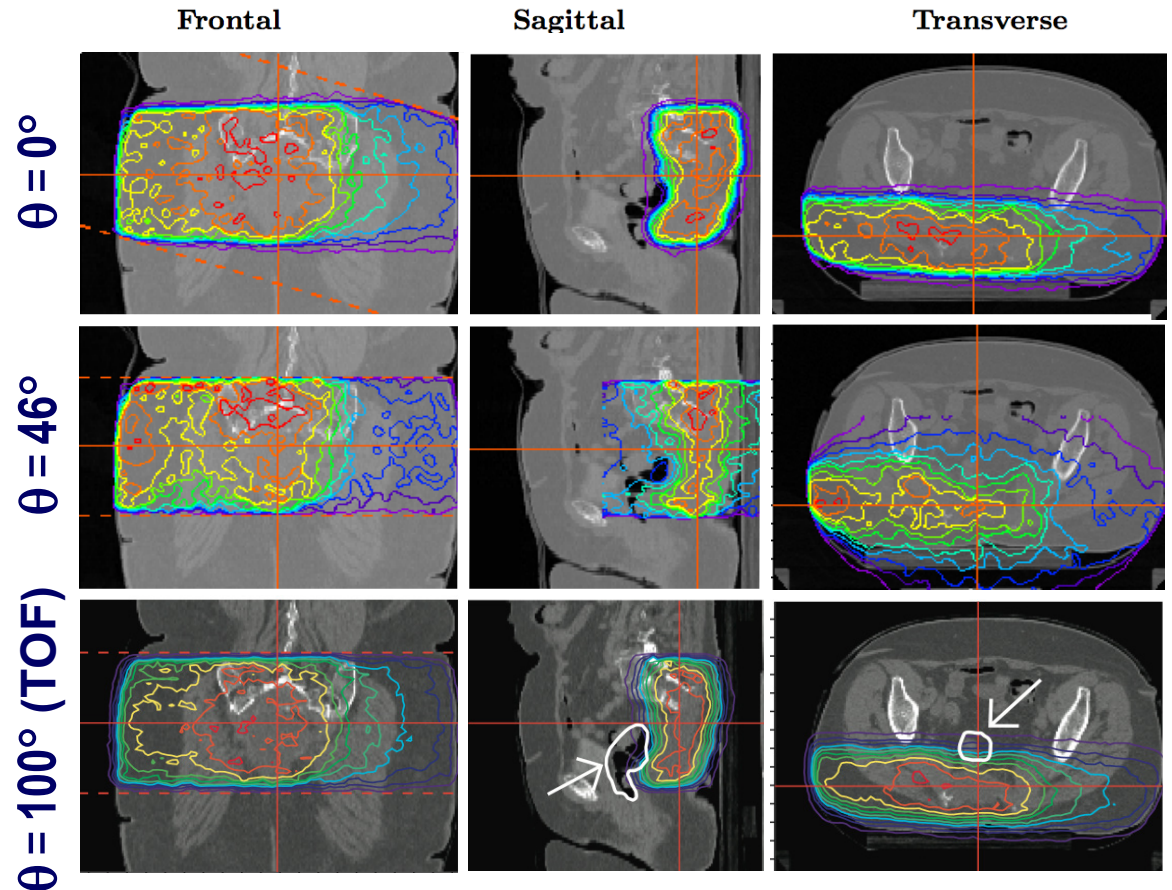 Frontal Sagittal Transverse
θ = 0°
θ = 46°
θ = 100° (TOF)